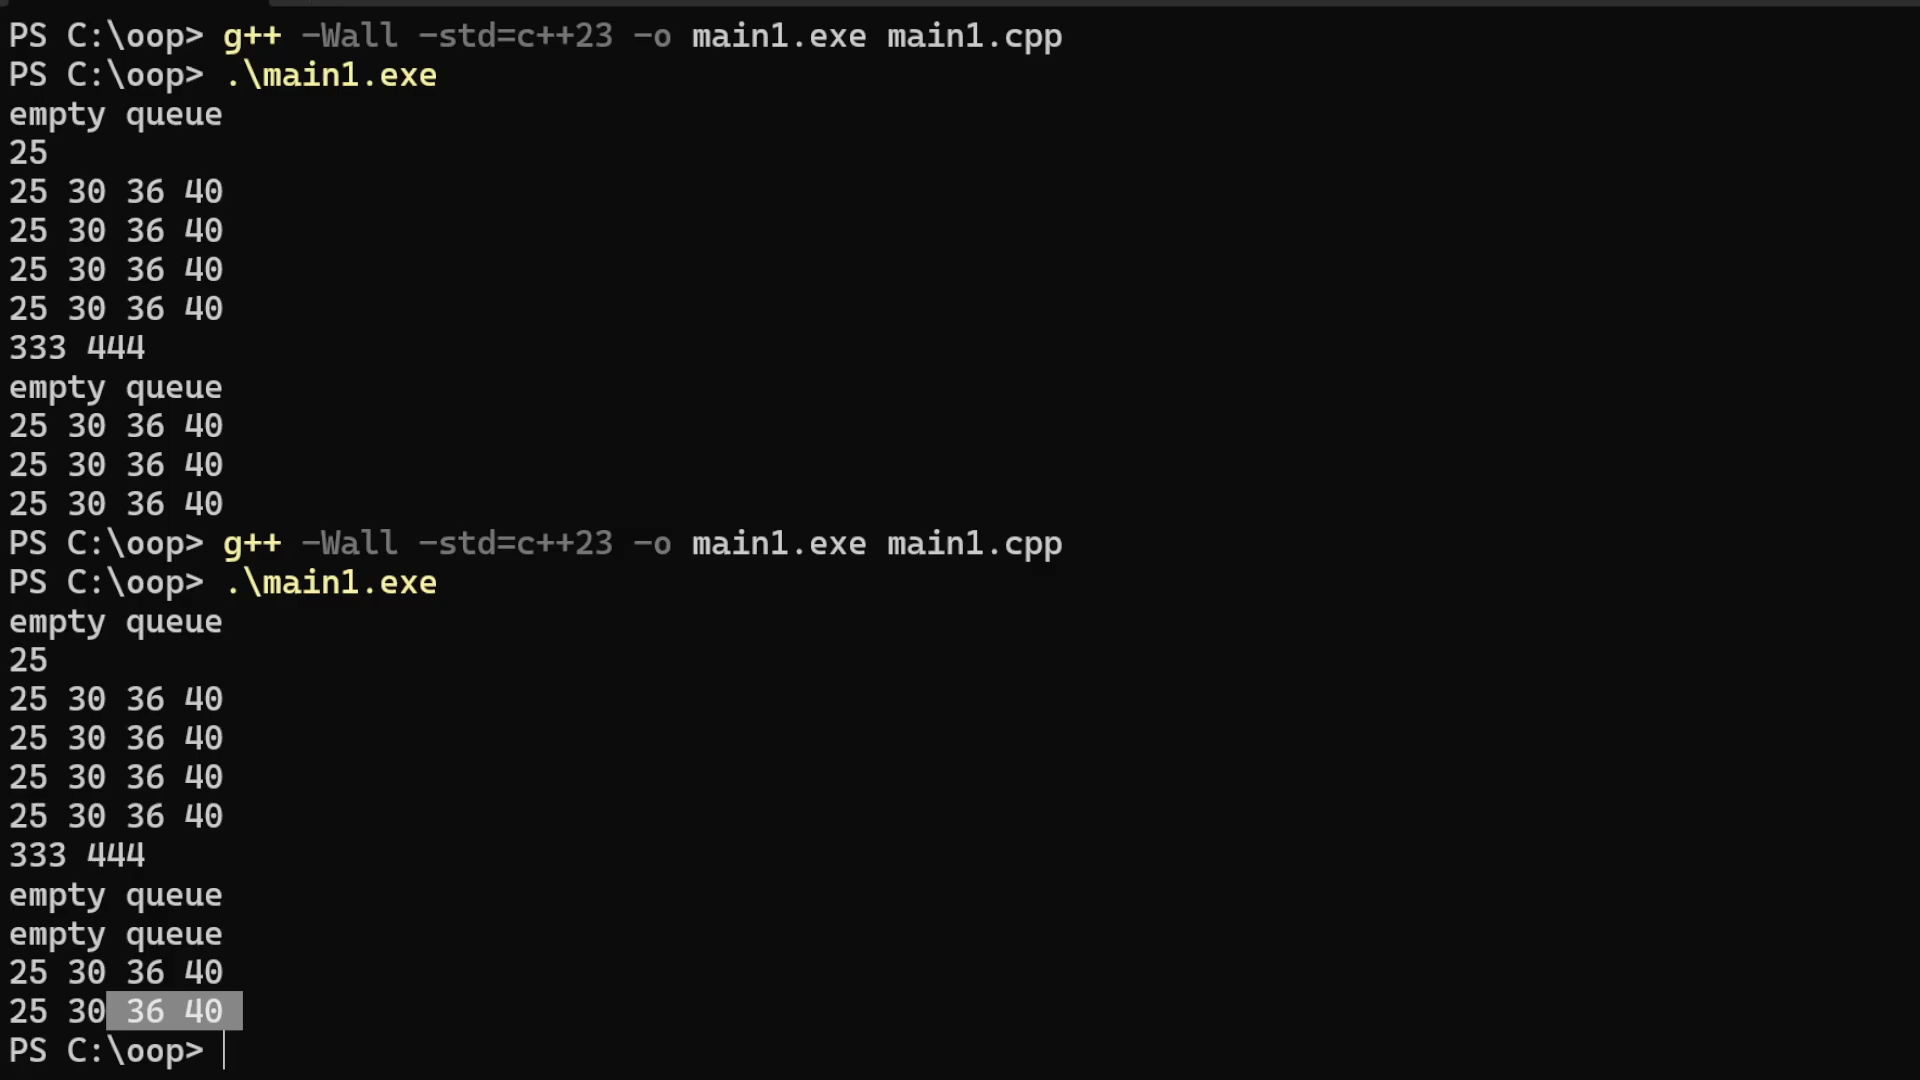 PS C:\oop> g++ -Wall -std=c++23 -o main1.exe main1.cpp
PS C:\oop> .\main1.exe
empty queue
25
25 30 36 40
25 30 36 40
25 30 36 40
25 30 36 40
333 444
empty queue
25 30 36 40
25 30 36 40
25 30 36 40
PS C:\oop> g++ -Wall -std=c++23 -o main1.exe main1.cpp
PS C:\oop> .\main1.exe
empty queue
25
25 30 36 40
25 30 36 40
25 30 36 40
25 30 36 40
333 444
empty queue
empty queue
25 30 36 40
25 30 36 40
PS C:\oop>